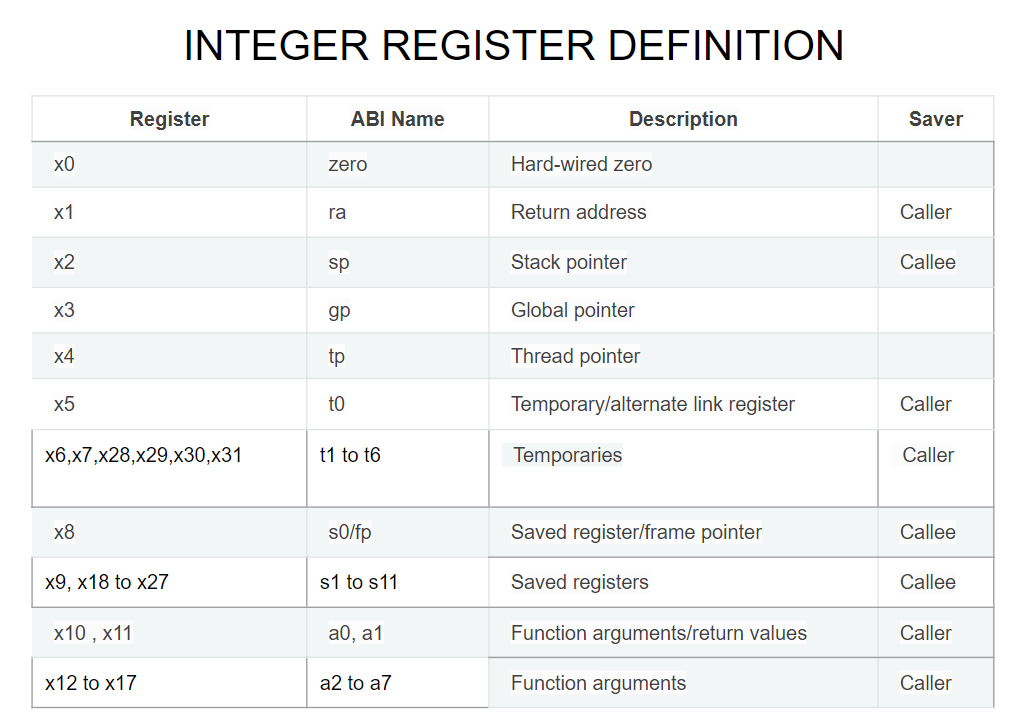 INTEGER REGISTER DEFINITION
Register ABI Name Description Saver
x0 zero Hard-wired zero
x1 ra Return address Caller
x2 sp Stack pointer Callee
x3 gp Global pointer
x4 tp Thread pointer
x5 t0 Temporary/alternate link register Caller
x6,x7,x28,x29,x30,x31 t1 to t6 Temporaries Caller
x8 s0/fp Saved register/frame pointer Callee
x9, x18 to x27 s1 to s11 Saved registers Callee
x10 , x11 a0, a1 Function arguments/return values Caller
x12 to x17 a2 to a7 Function arguments Caller